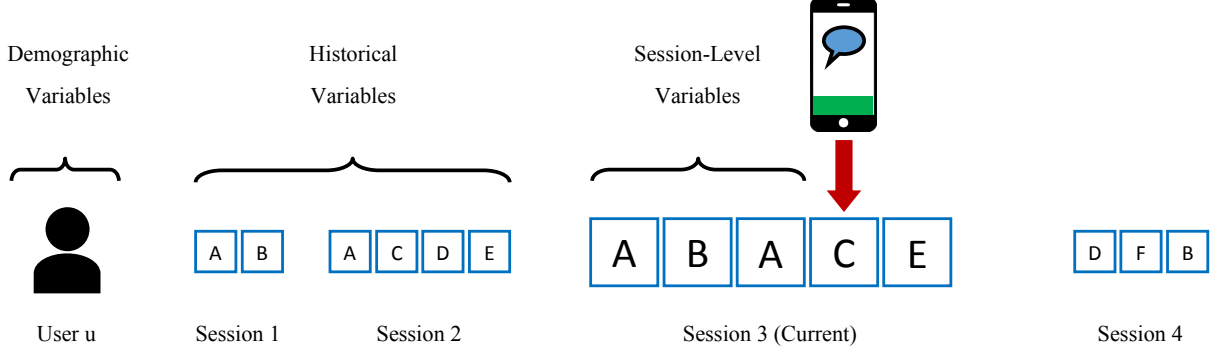 Demographic
Variables
Historical
Variables
Session-Level
Variables
A B
A C D E
A B A C E
D F B
User u
Session 1
Session 2
Session 3 (Current)
Session 4